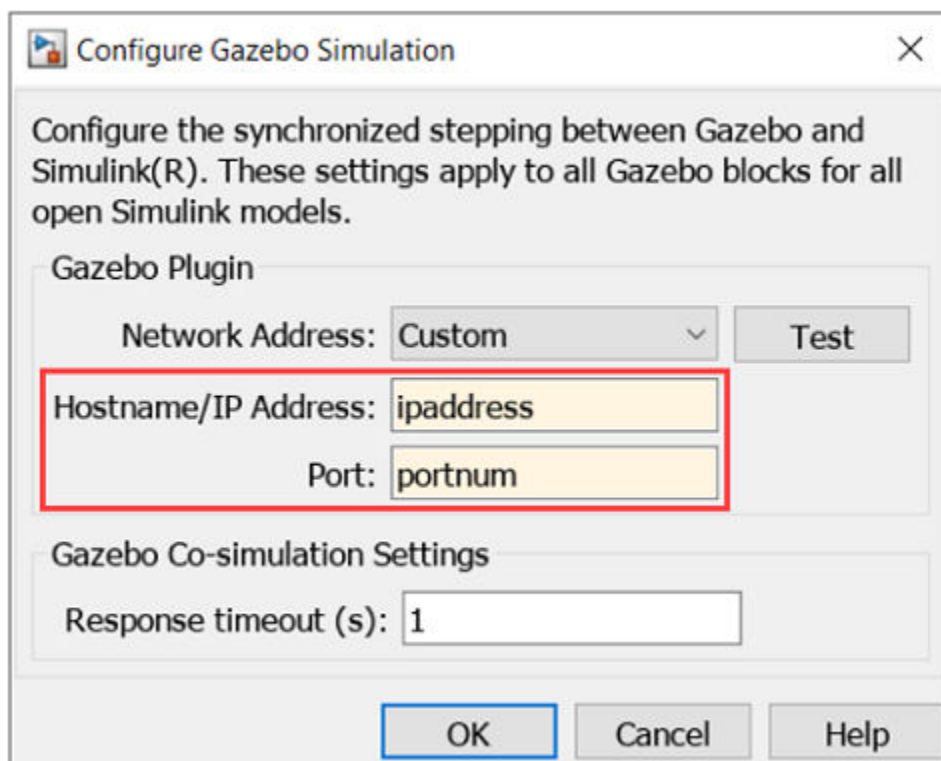 Configure Gazebo Simulation
Configure the synchronized stepping between Gazebo and
Simulink(R). These settings apply to all Gazebo blocks for all
open Simulink models.
Gazebo Plugin
Network Address: Custom Test
Hostname/IP Address: ipaddress
Port: portnum
Gazebo Co-simulation Settings
Response timeout (s): 1
OK Cancel Help